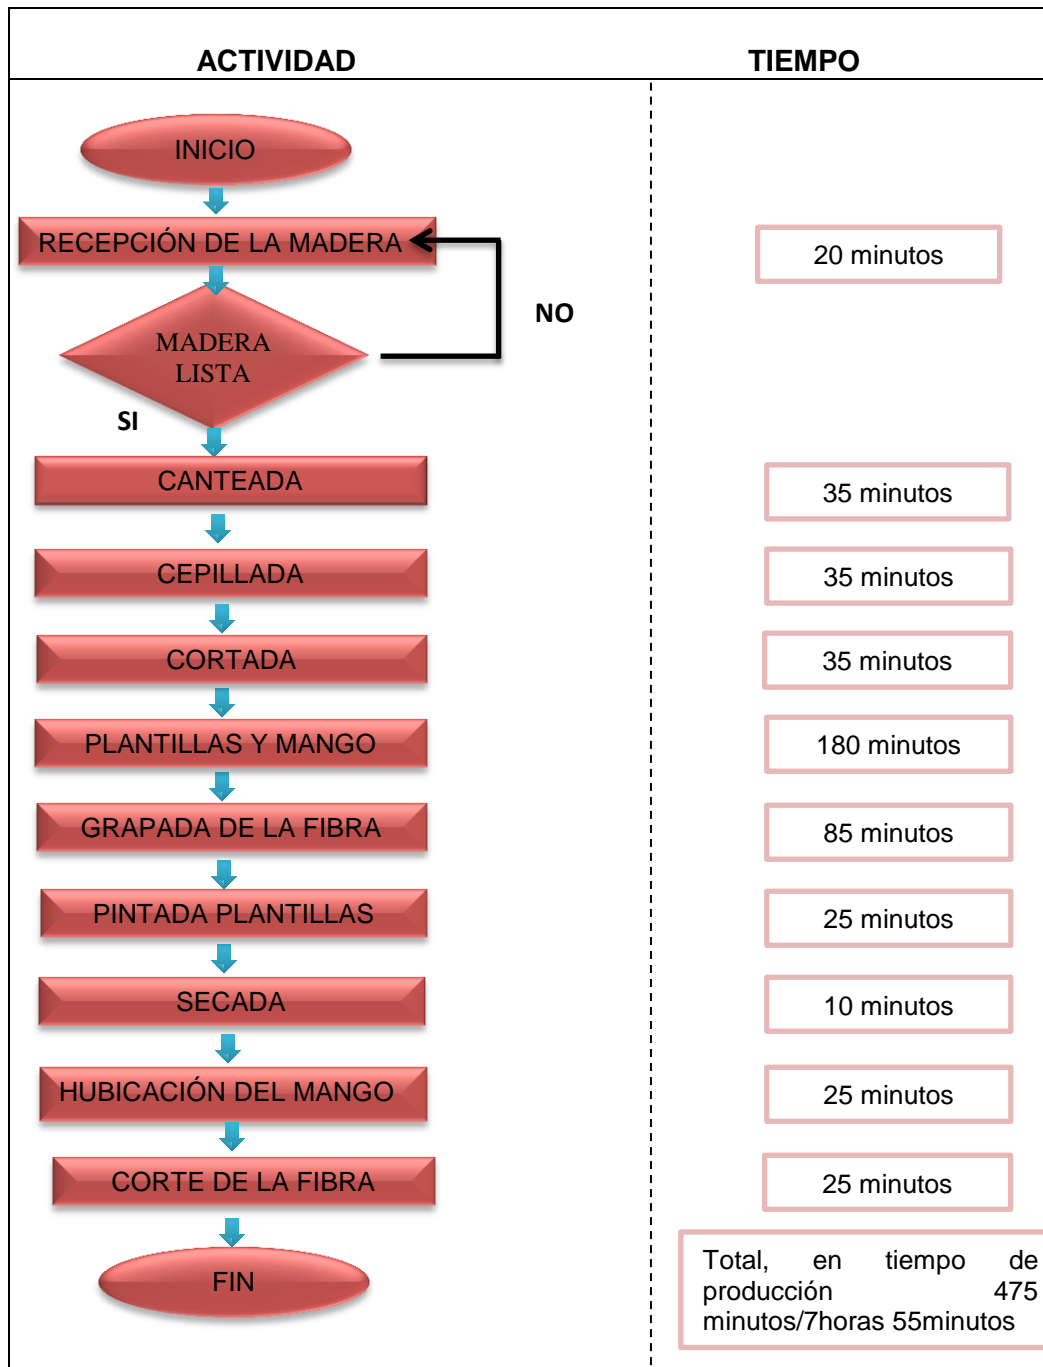 ACTIVIDAD TIEMPO
INICIO
RECEPCIÓN DE LA MADERA 20 minutos
NO
MADERA
LISTA
SI
CANTEADA 35 minutos
CEPILLADA 35 minutos
CORTADA 35 minutos
PLANTILLAS Y MANGO 180 minutos
GRAPADA DE LA FIBRA 85 minutos
PINTADA PLANTILLAS 25 minutos
SECADA 10 minutos
HUBICACIÓN DEL MANGO 25 minutos
CORTE DE LA FIBRA 25 minutos
FIN
Total, en tiempo de
producción 475
minutos/7horas 55minutos